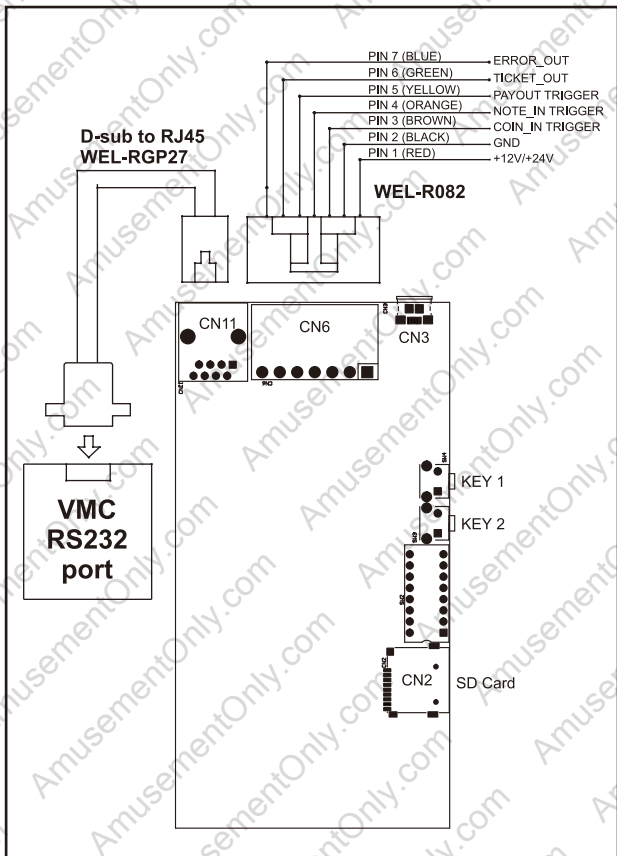 PIN 7 (BLUE) ERROR_OUT
PIN 6 (GREEN) TICKET_OUT
PIN 5 (YELLOW) PAYOUT TRIGGER
PIN 4 (ORANGE) NOTE_IN TRIGGER
PIN 3 (BROWN) COIN_IN TRIGGER
PIN 2 (BLACK) GND
PIN 1 (RED) +12V/+24V
D-sub to RJ45
WEL-RGP27
WEL-R082
CN11
CN6
CN3
KEY 1
KEY 2
VMC
RS232
port
CN2
SD Card
AmusementOnly.com